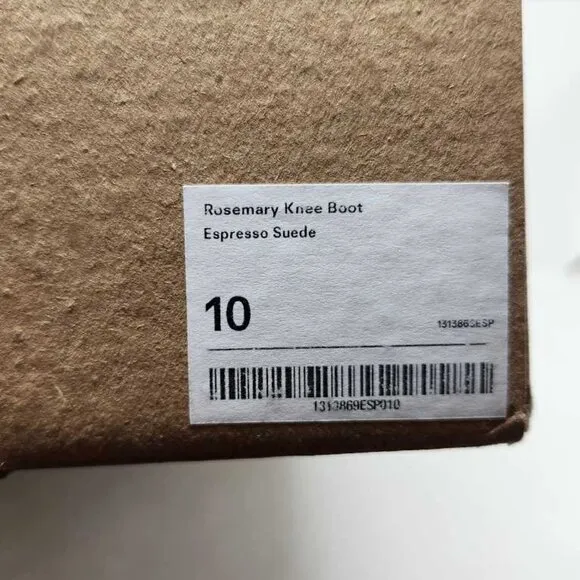 Rosemary Knee Boot
Espresso Suede
10
1313869ESP
1313869ESP010